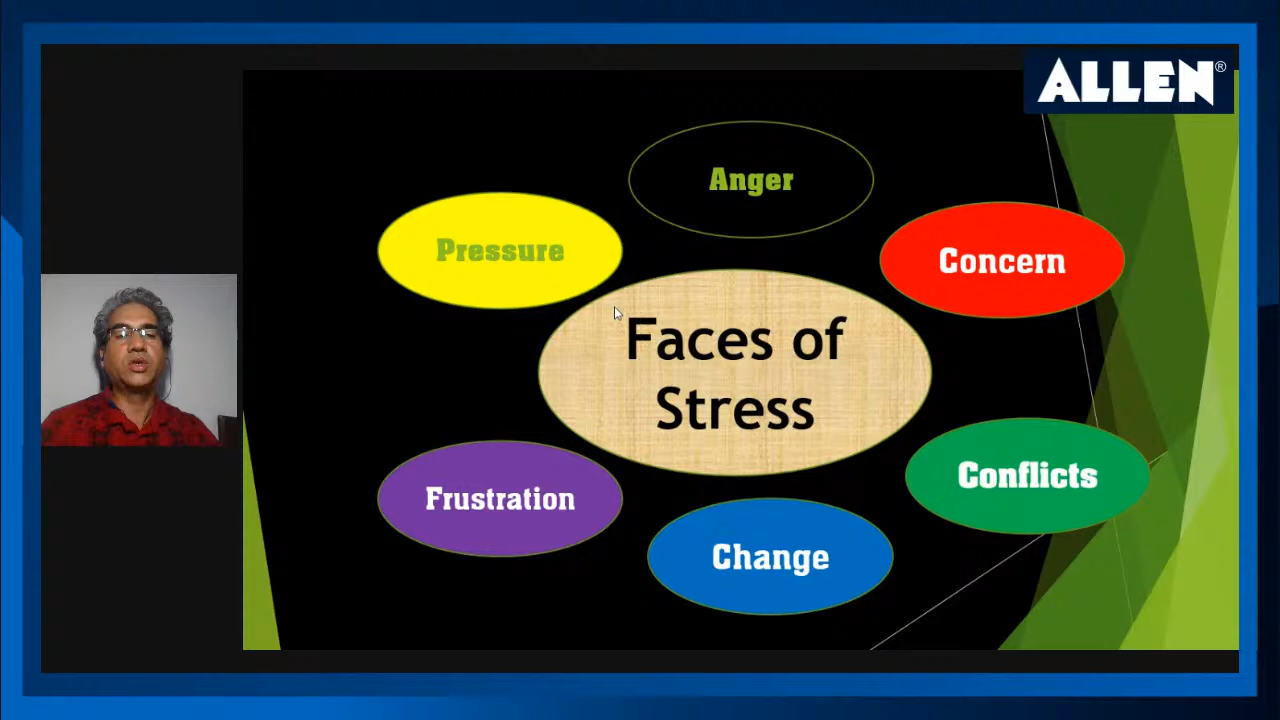 ALLEN®
Anger
Pressure
Concern
Faces of
Stress
Conflicts
Frustration
Change